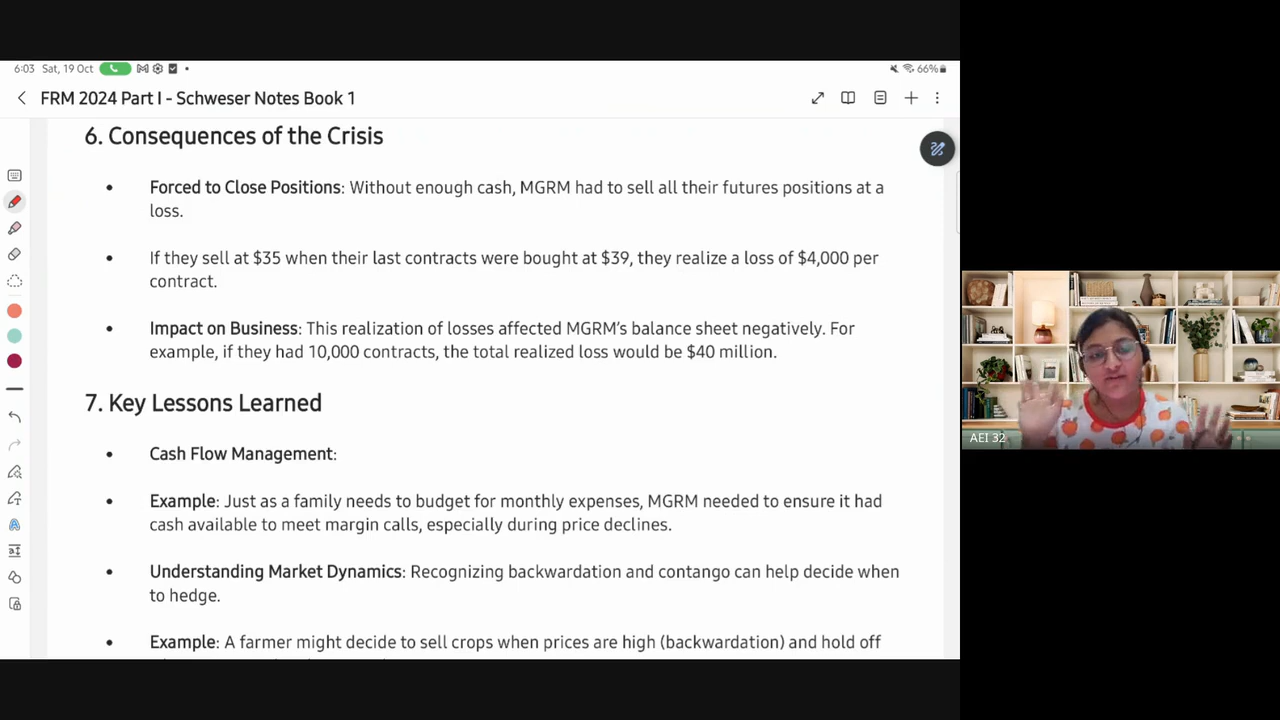 6:03 Sat, 19 Oct
66%
FRM 2024 Part I - Schweser Notes Book 1
6. Consequences of the Crisis
• Forced to Close Positions: Without enough cash, MGRM had to sell all their futures positions at a
loss.
• If they sell at $35 when their last contracts were bought at $39, they realize a loss of $4,000 per
contract.
• Impact on Business: This realization of losses affected MGRM's balance sheet negatively. For
example, if they had 10,000 contracts, the total realized loss would be $40 million.
7. Key Lessons Learned
• Cash Flow Management:
• Example: Just as a family needs to budget for monthly expenses, MGRM needed to ensure it had
cash available to meet margin calls, especially during price declines.
• Understanding Market Dynamics: Recognizing backwardation and contango can help decide when
to hedge.
• Example: A farmer might decide to sell crops when prices are high (backwardation) and hold off
AEI 32